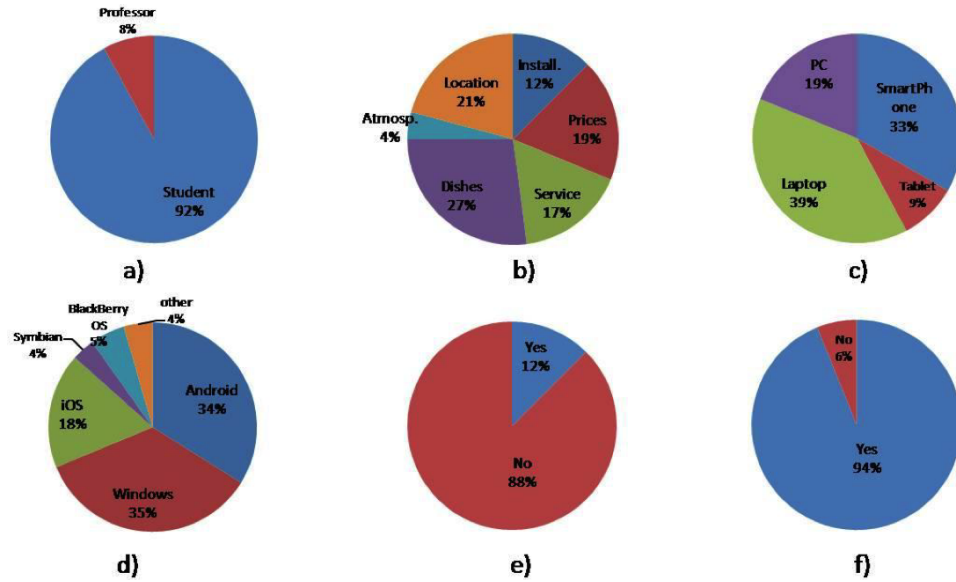 Professor
8%
Student
92%
a)
Install.
12%
Prices
19%
Service
17%
Dishes
27%
Atmosp.
4%
Location
21%
b)
SmartPh
one
33%
Tablet
9%
Laptop
39%
PC
19%
c)
Android
34%
Windows
35%
iOS
18%
Symbian
4%
BlackBerry
OS
5%
other
4%
d)
Yes
12%
No
88%
e)
No
6%
Yes
94%
f)